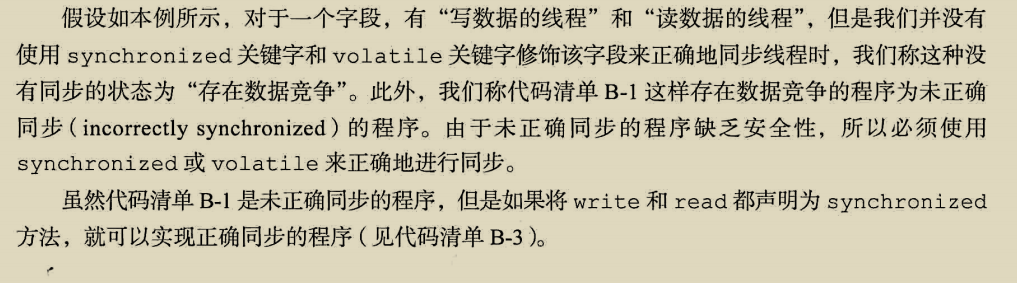 假设如本例所示，对于一个字段，有“写数据的线程”和“读数据的线程”，但是我们并没有
使用 synchronized 关键字和 volatile 关键字修饰该字段来正确地同步线程时，我们称这种没
有同步的状态为“存在数据竞争”。此外，我们称代码清单 B-1 这样存在数据竞争的程序为未正确
同步（incorrectly synchronized）的程序。由于未正确同步的程序缺乏安全性，所以必须使用
synchronized 或 volatile 来正确地进行同步。
虽然代码清单 B-1 是未正确同步的程序，但是如果将 write 和 read 都声明为 synchronized
方法，就可以实现正确同步的程序（见代码清单 B-3）。